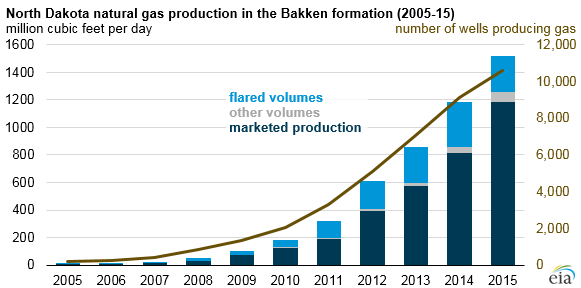 North Dakota natural gas production in the Bakken formation (2005-15)
million cubic feet per day number of wells producing gas
1600 12,000
1400
10,000
1200
flared volumes
other volumes
marketed production
1000 8,000
800 6,000
600
4,000
400
200 2,000
0 0
2005 2006 2007 2008 2009 2010 2011 2012 2013 2014 2015
eia